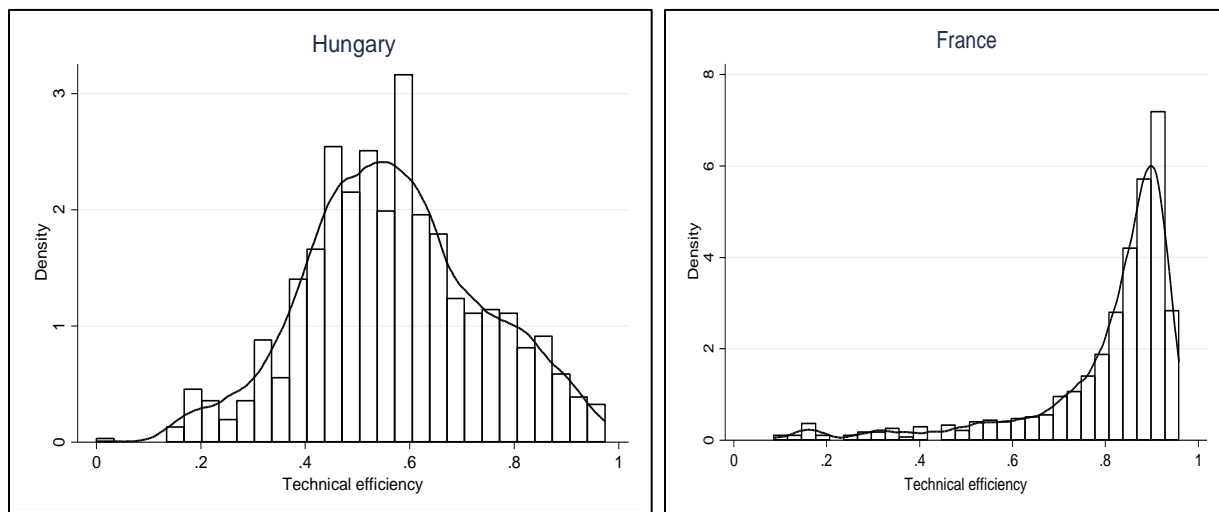 Hungary
3
2
1
0
Density
0 .2 .4 .6 .8 1
Technical efficiency
France
8
6
4
2
0
Density
0 .2 .4 .6 .8 1
Technical efficiency